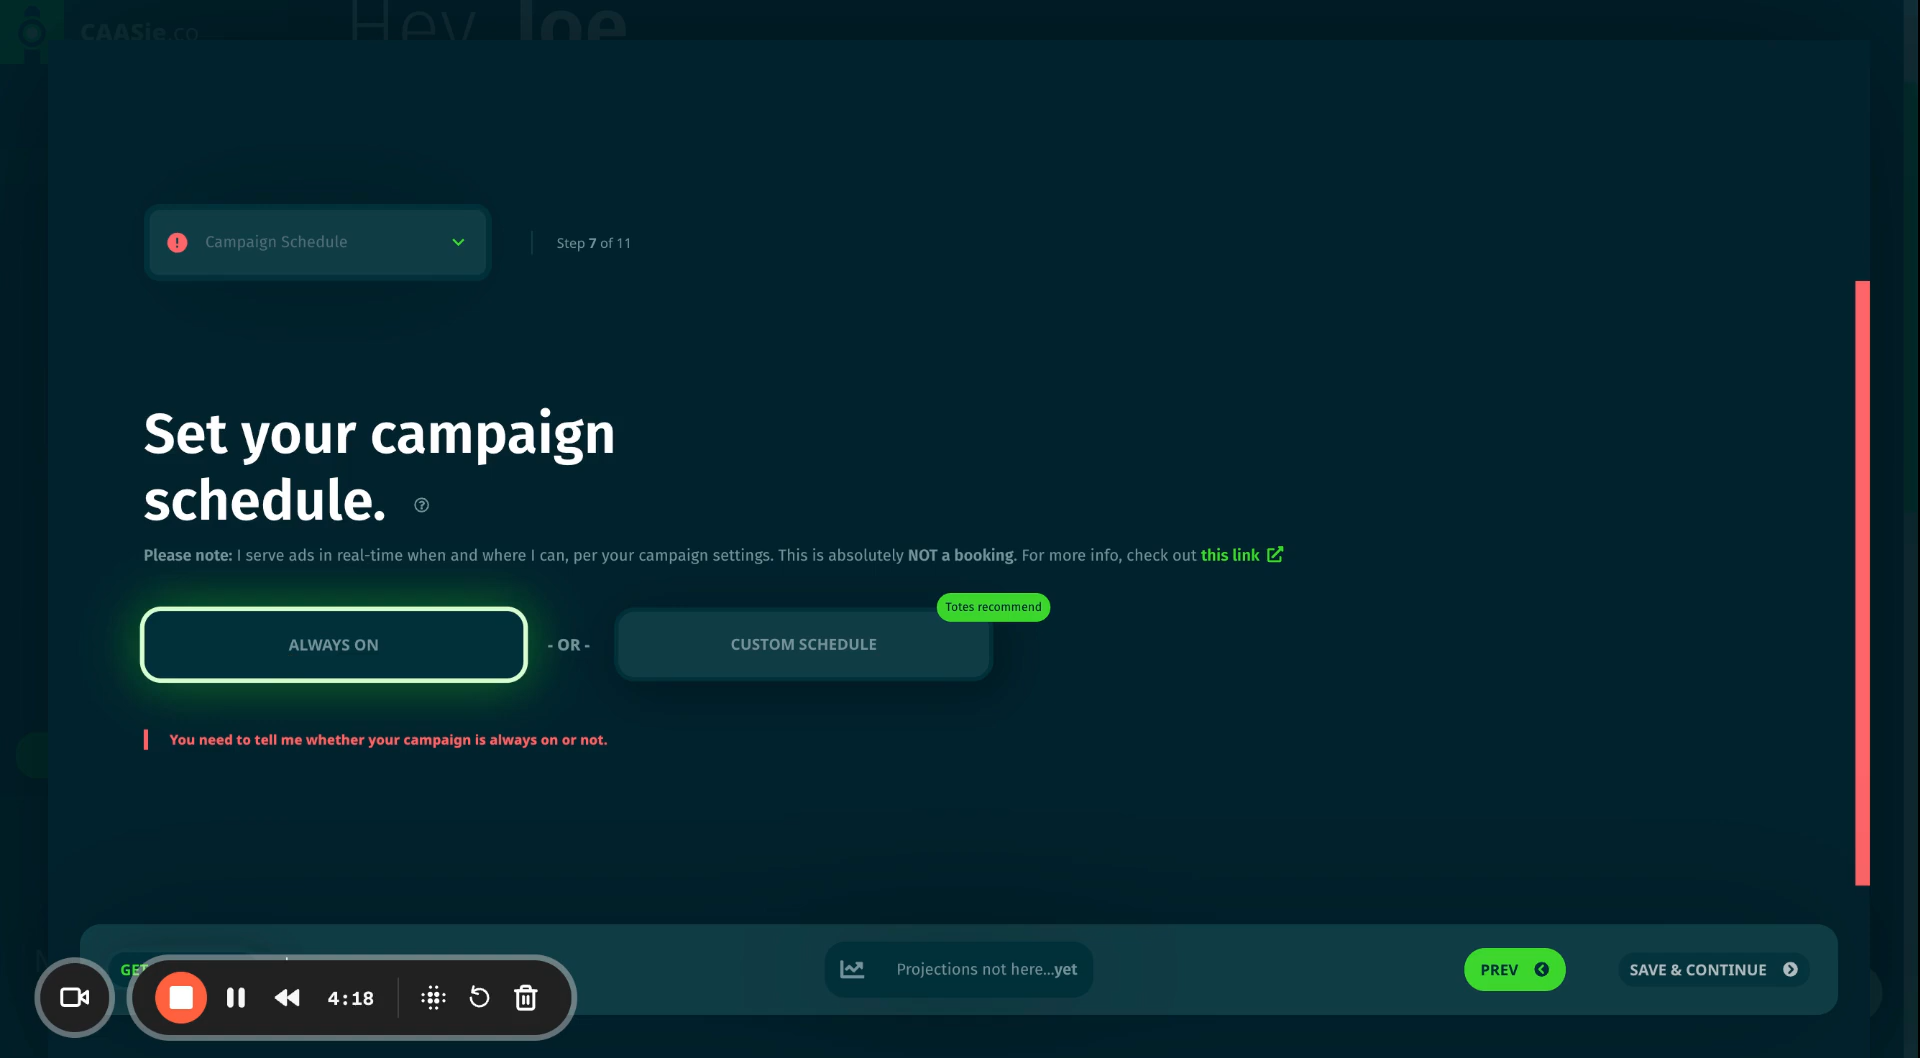 CAASie.co
Hey, Joe
Campaign Schedule
Step 7 of 11
Set your campaign
schedule.
Please note: I serve ads in real-time when and where I can, per your campaign settings. This is absolutely NOT a booking. For more info, check out this link
Totes recommend
ALWAYS ON
- OR -
CUSTOM SCHEDULE
You need to tell me whether your campaign is always on or not.
Projections not here...yet
PREV
SAVE & CONTINUE
4:18